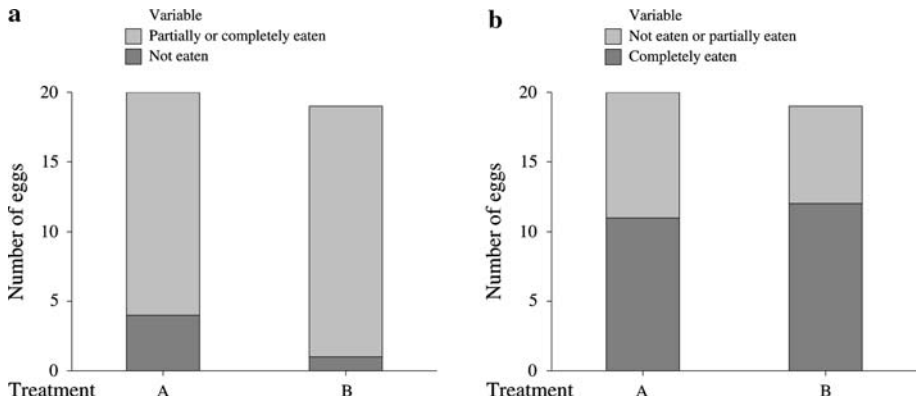 a
Variable
Partially or completely eaten
Not eaten
20
15
10
5
0
Number of eggs
Treatment A B
b
Variable
Not eaten or partially eaten
Completely eaten
20
15
10
5
0
Number of eggs
Treatment A B